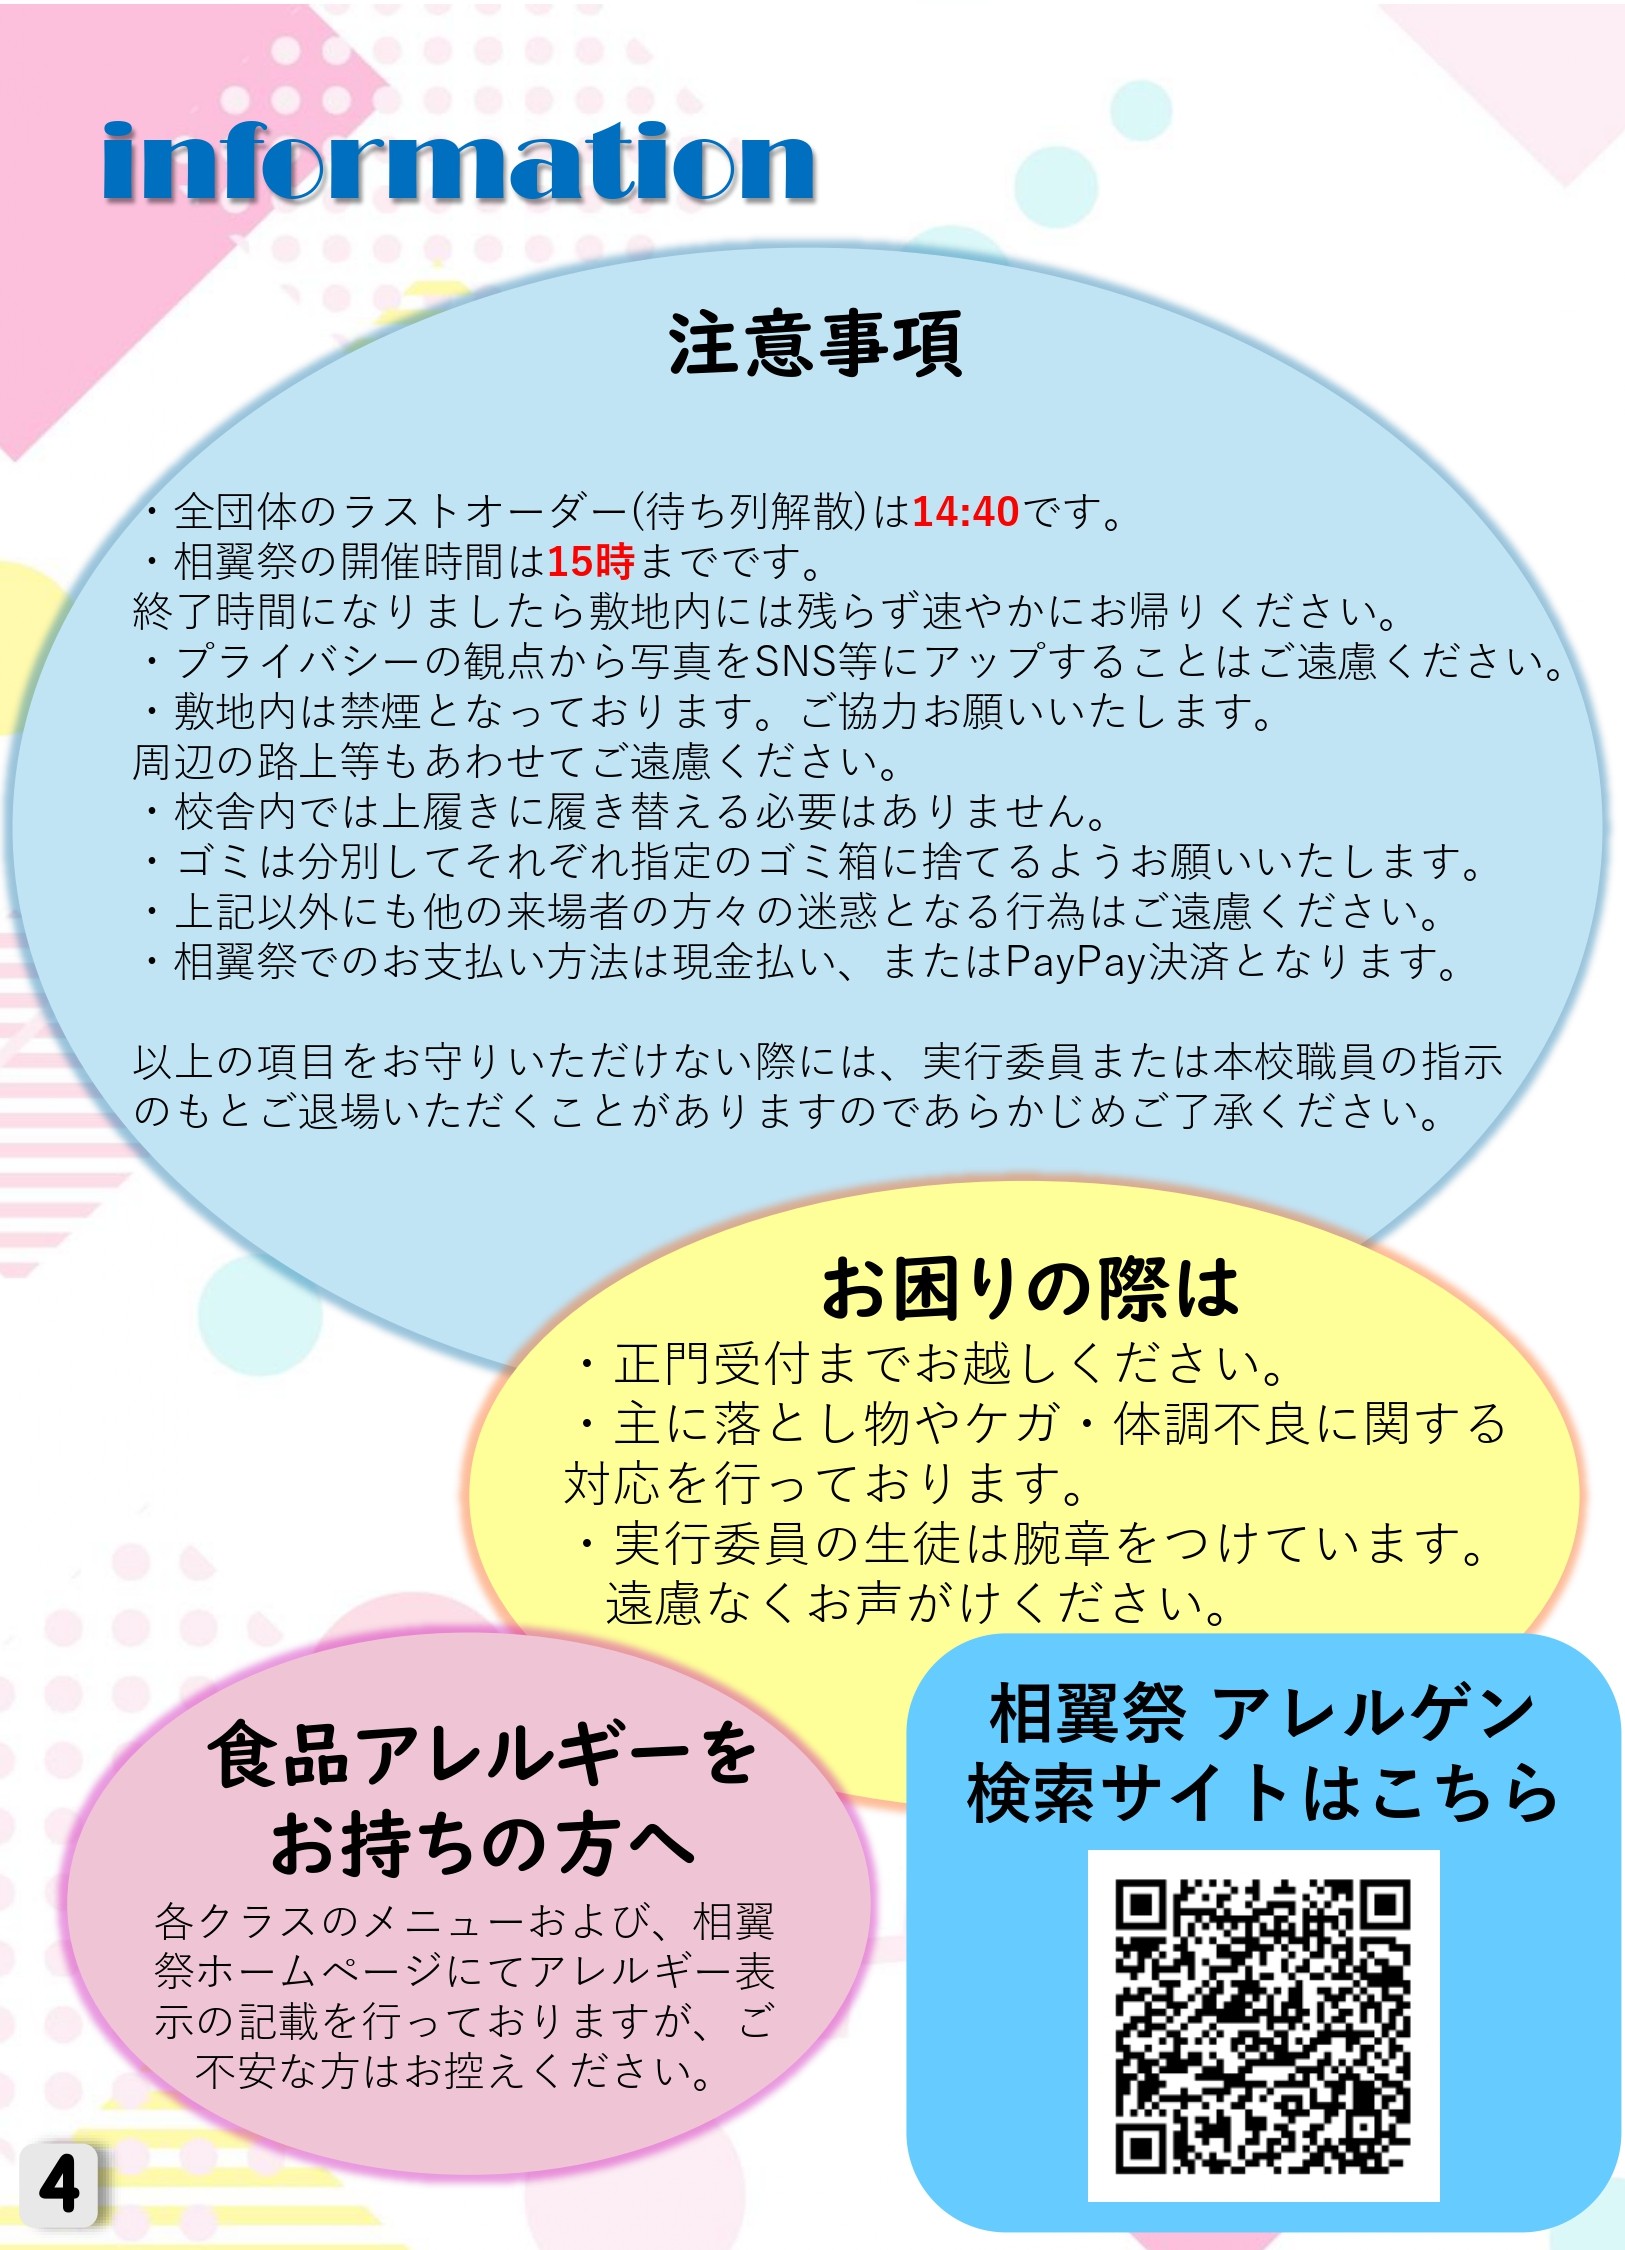 information
注意事項
・全団体のラストオーダー(待ち列解散)は14:40です。
・相翼祭の開催時間は15時までです。
終了時間になりましたら敷地内には残らず速やかにお帰りください。
・プライバシーの観点から写真をSNS等にアップすることはご遠慮ください。
・敷地内は禁煙となっております。ご協力お願いいたします。
周辺の路上等もあわせてご遠慮ください。
・校舎内では上履きに履き替える必要はありません。
・ゴミは分別してそれぞれ指定のゴミ箱に捨てるようお願いいたします。
・上記以外にも他の来場者の方々の迷惑となる行為はご遠慮ください。
・相翼祭でのお支払い方法は現金払い、またはPayPay決済となります。
以上の項目をお守りいただけない際には、実行委員または本校職員の指示
のもとご退場いただくことがありますのであらかじめご了承ください。
お困りの際は
・正門受付までお越しください。
・主に落とし物やケガ・体調不良に関する
対応を行っております。
・実行委員の生徒は腕章をつけています。
遠慮なくお声がけください。
食品アレルギーを
お持ちの方へ
各クラスのメニューおよび、相翼
祭ホームページにてアレルギー表
示の記載を行っておりますが、ご
不安な方はお控えください。
相翼祭 アレルゲン
検索サイトはこちら
4